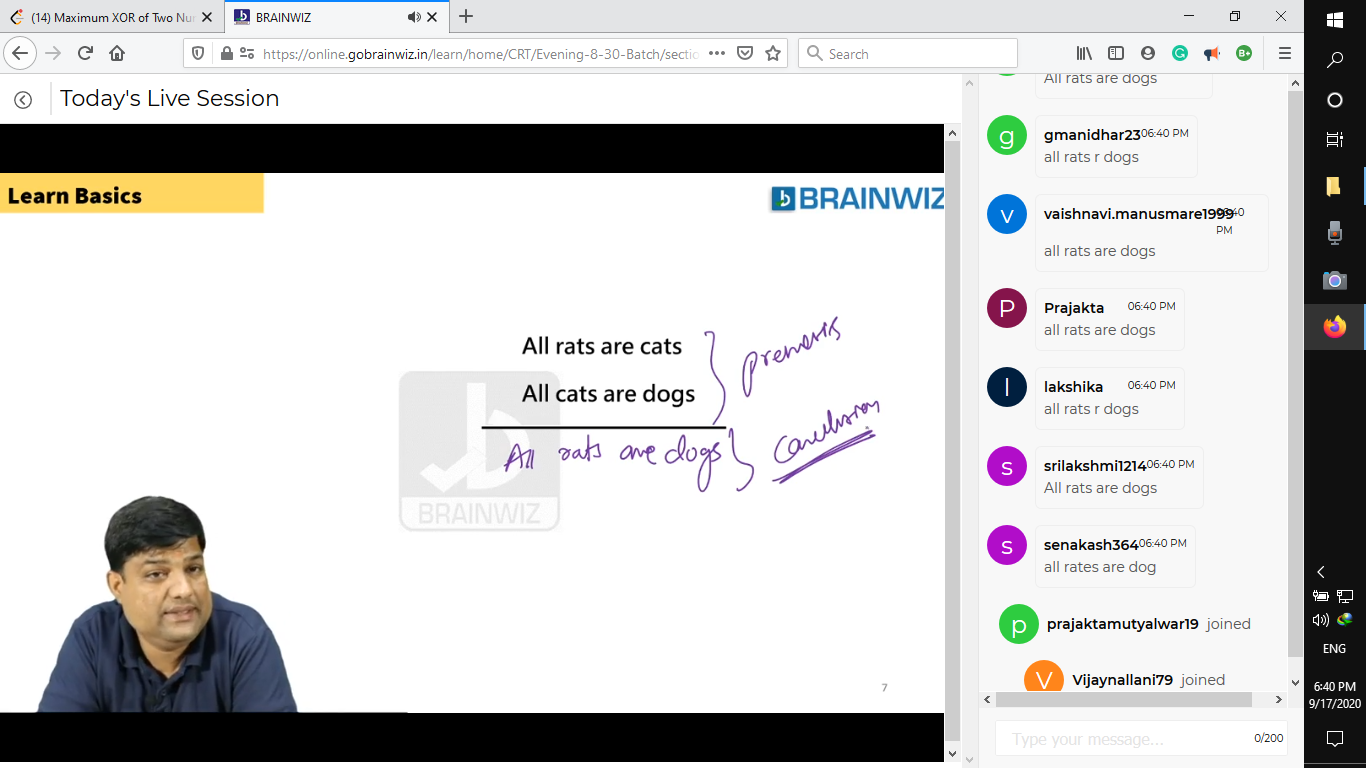 (14) Maximum XOR of Two Nu
BRAINWIZ
https://online.gobrainwiz.in/learn/home/CRT/Evening-8-30-Batch/sectio
Search
Today's Live Session
Learn Basics
BRAINWIZ
All rats are cats
All cats are dogs
premesis
All rats are dogs
Conclusion
BRAINWIZ
7
All rats are dogs
gmanidhar23 06:40 PM
all rats r dogs
vaishnavi.manusmare1999 06:40
PM
all rats are dogs
Prajakta 06:40 PM
all rats are dogs
lakshika 06:40 PM
all rats r dogs
srilakshmi1214 06:40 PM
All rats are dogs
senakash364 06:40 PM
all rates are dog
prajaktamutyalwar19 joined
Vijaynallani79 joined
Type your message...
0/200
ENG
6:40 PM
9/17/2020